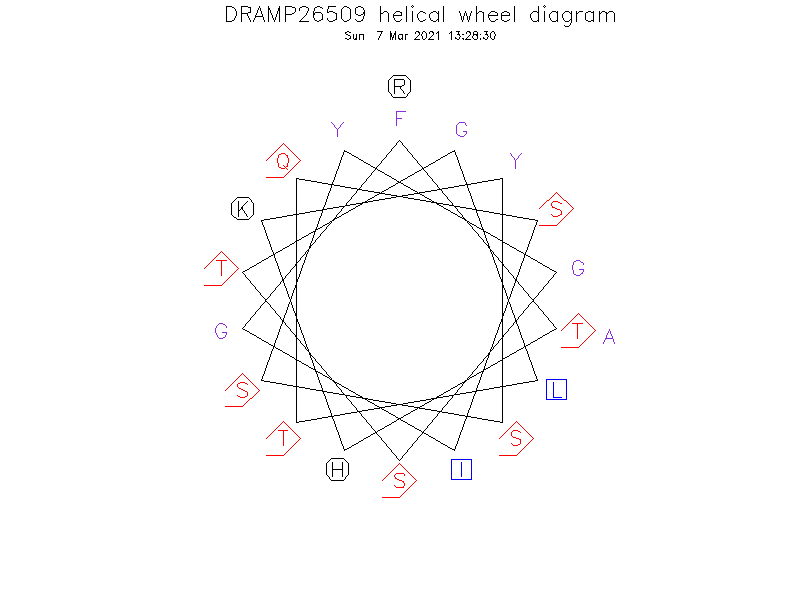 DRAMP26509 helical wheel diagram
Sun 7 Mar 2021 13:28:30
R
Y F G
Q Y
K S
T G
G T A
S L
T S
H I
S